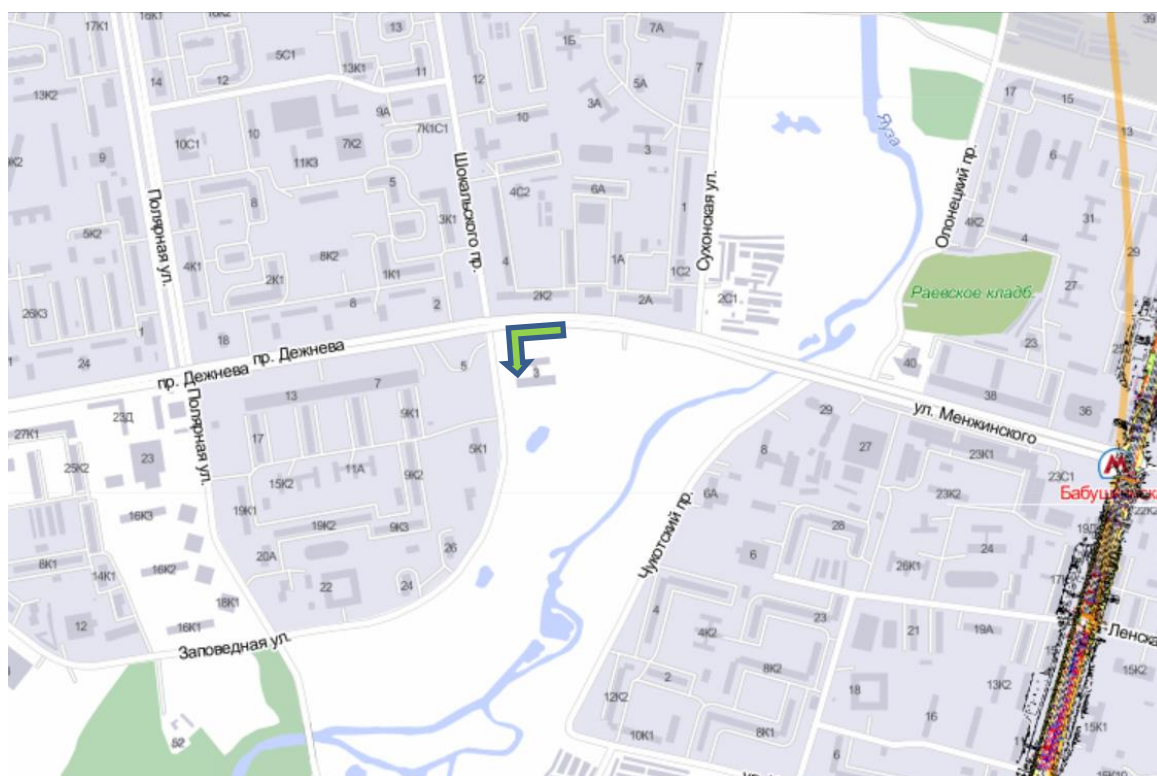 17К1
16К1
16К2
13
1Б
7А
39
5С1
14
12
13К1
11
12
5А
7
17
15
13К2
9А
3А
Яуза
13
10С1
10
7К2
7К1С1
10
6
9
11К3
3
Шокальского пр.
Олонецкий пр.
5
4С2
6А
1
31
8
3К1
Сухонская ул.
4К2
Полярная ул.
5К2
4
29
4К1
8К2
1К1
4
1А
1С2
2К1
Раевское кладб.
27
26К3
8
2
2К2
2А
2С1
1
18
23
пр. Дежнева
пр. Дежнева
24
5
3
40
7
38
36
13
ул. Менжинского
23Д
Полярная ул.
9К1
29
27К1
17
27
23К1
8
25К2
23
11А
5К1
23С1
15К2
9К2
6А
23К2
16К3
19К1
19К2
9К3
28
24
20А
26
Чукотский пр.
6
8К1
16К2
22
24
26К1
14К1
18К1
4
23
12
16К1
21
19А
4К2
Заповедная ул.
8К2
15К2
2
18
13К2
12К2
52
16
15К1
10К1
8К1
6